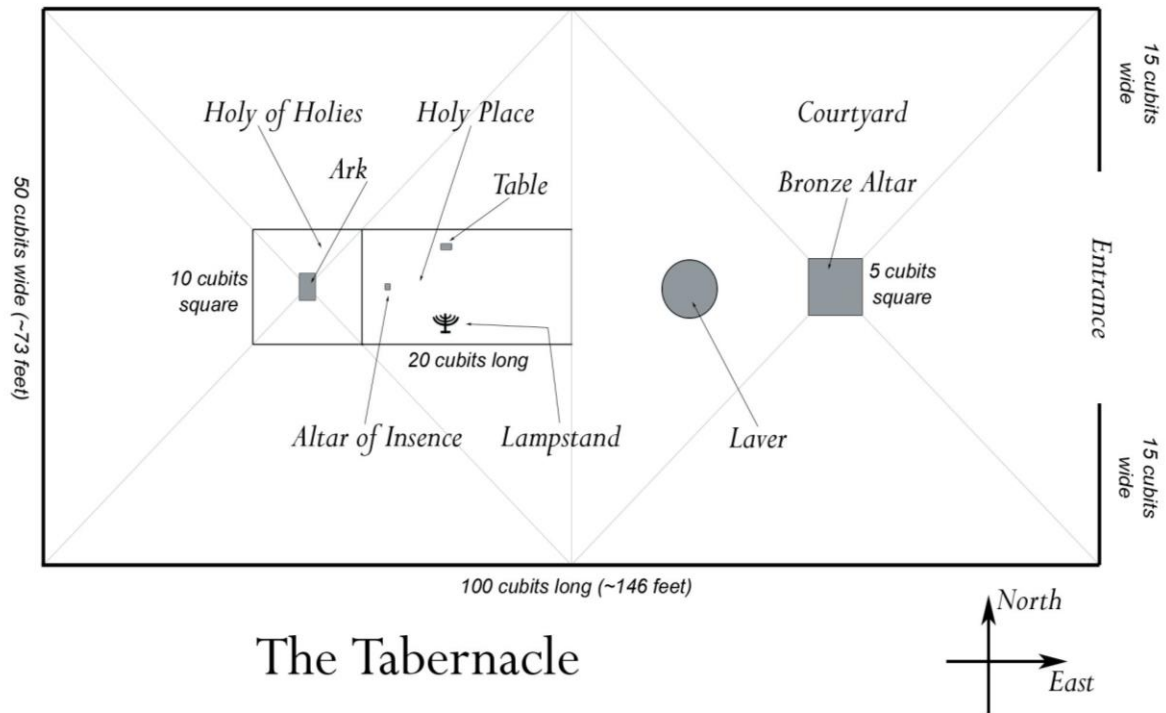 15 cubits
wide
Holy of Holies
Holy Place
Courtyard
Ark
Table
Bronze Altar
50 cubits wide (~73 feet)
10 cubits
square
5 cubits
square
Entrance
20 cubits long
Altar of Insence
Lampstand
Laver
15 cubits
wide
100 cubits long (~146 feet)
The Tabernacle
North
East